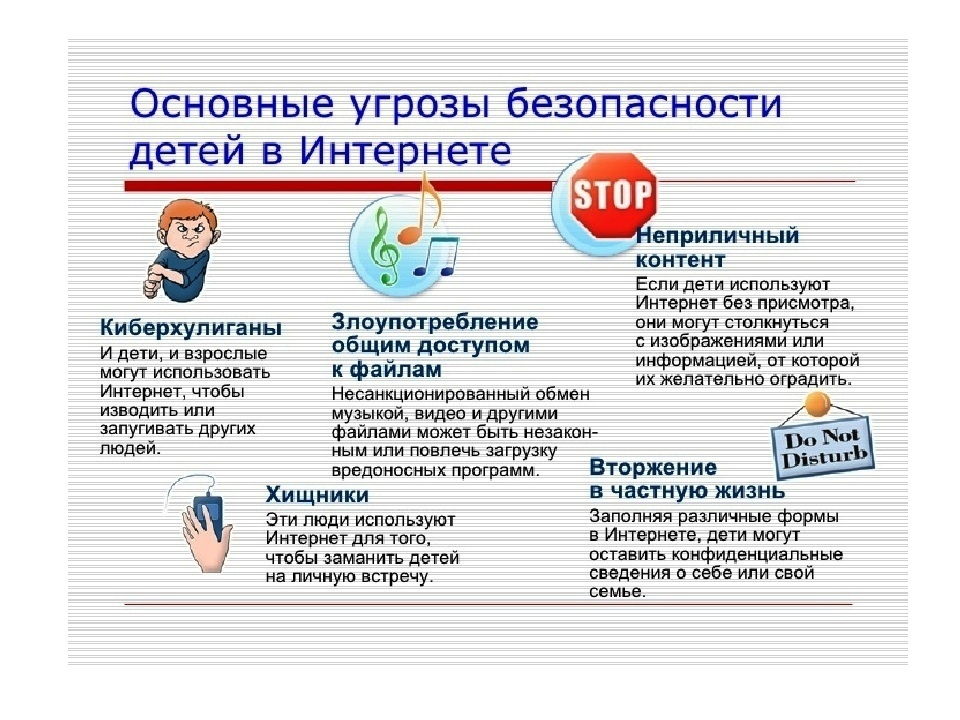 Основные угрозы безопасности
детей в Интернете
STOP
Киберхулиганы
И дети, и взрослые
могут использовать
Интернет, чтобы
изводить или
запугивать других
людей.
Злоупотребление
общим доступом
к файлам
Несанкционированный обмен
музыкой, видео и другими
файлами может быть незакон-
ным или повлечь загрузку
вредоносных программ.
Неприличный
контент
Если дети используют
Интернет без присмотра,
они могут столкнуться
с изображениями или
информацией, от которой
их желательно оградить.
Хищники
Эти люди используют
Интернет для того,
чтобы заманить детей
на личную встречу.
Do Not
Disturb
Вторжение
в частную жизнь
Заполняя различные формы
в Интернете, дети могут
оставить конфиденциальные
сведения о себе или свой
семье.